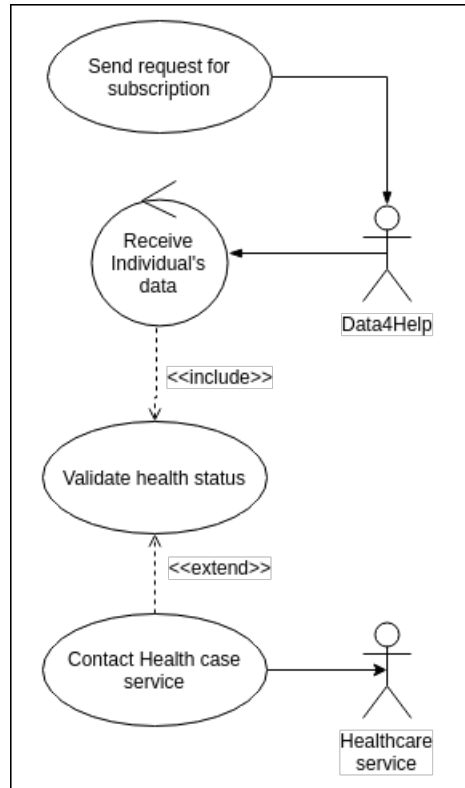 Send request for
subscription
Receive
Individual's
data
Data4Help
<<include>>
Validate health status
<<extend>>
Contact Health case
service
Healthcare
service